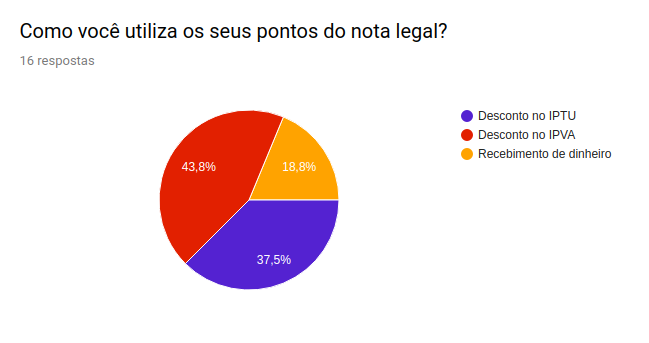 Como você utiliza os seus pontos do nota legal?
16 respostas
Desconto no IPTU
Desconto no IPVA
Recebimento de dinheiro
43,8%
18,8%
37,5%